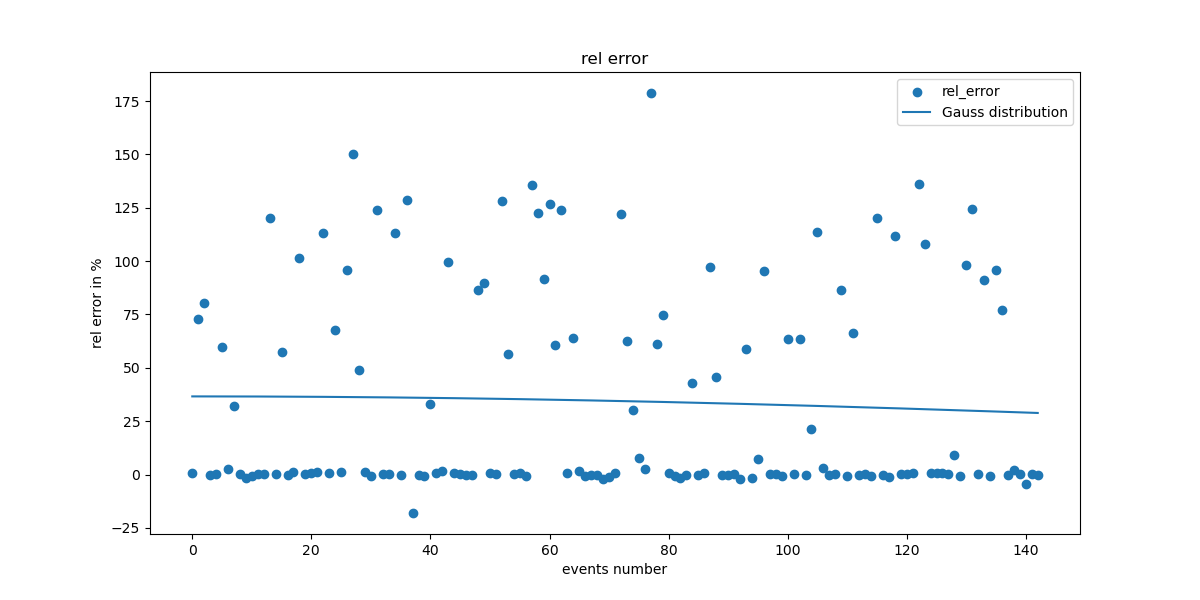 rel error
rel_error
Gauss distribution
rel error in %
175
150
125
100
75
50
25
0
−25
0 20 40 60 80 100 120 140
events number